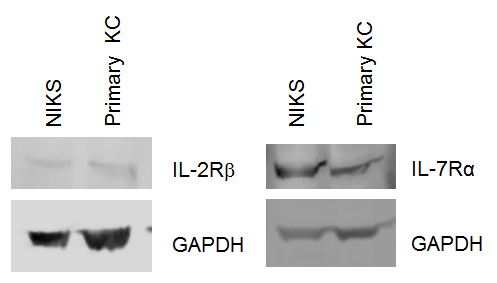 NIKS
Primary KC
IL-2Rβ
GAPDH
NIKS
Primary KC
IL-7Rα
GAPDH